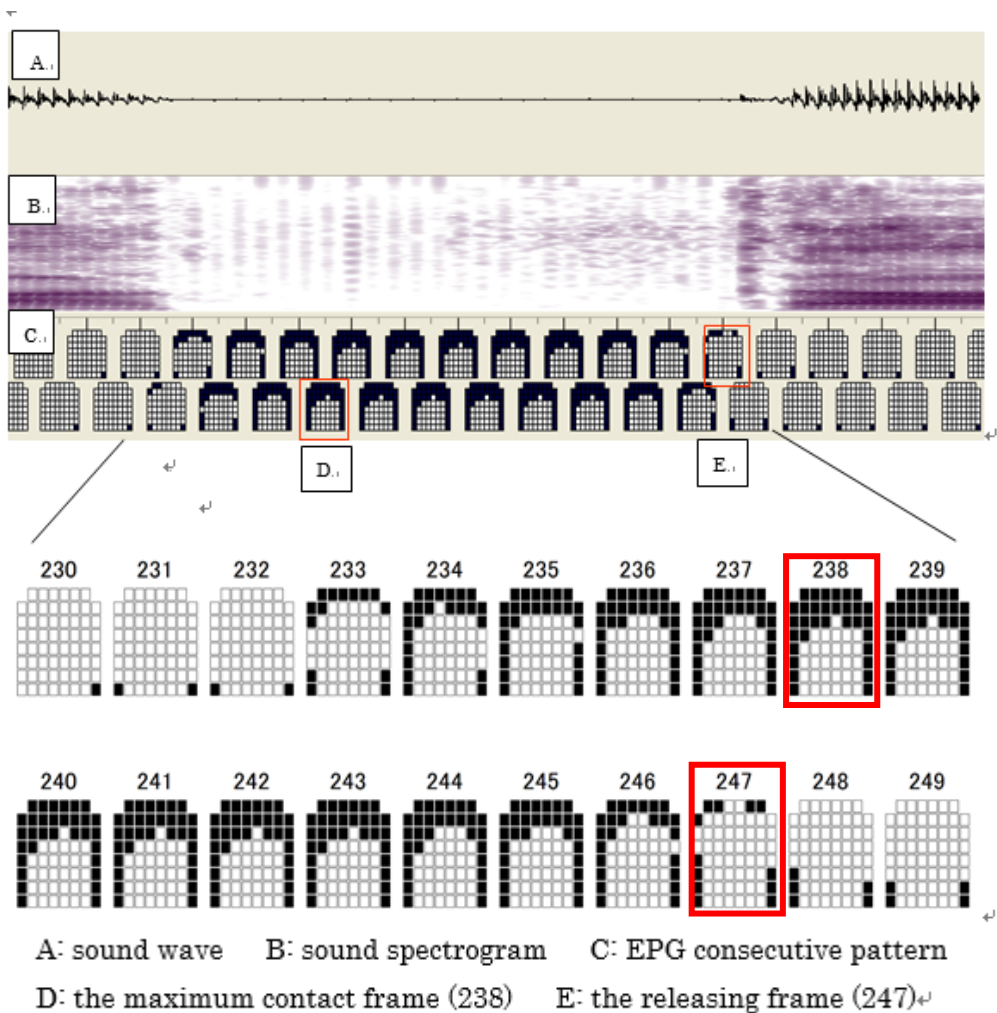 A.
B.
C.
D.
E.
230 231 232 233 234 235 236 237 238 239
240 241 242 243 244 245 246 247 248 249
A: sound wave B: sound spectrogram C: EPG consecutive pattern
D: the maximum contact frame (238) E: the releasing frame (247)